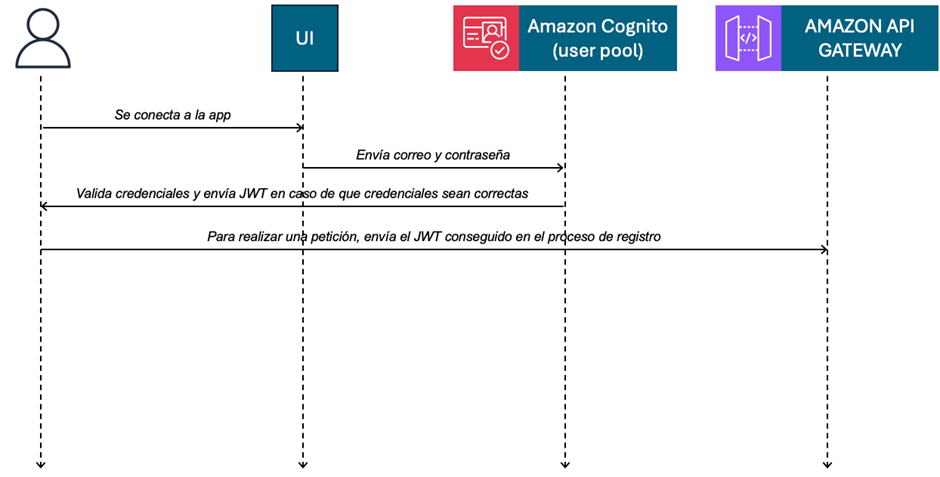 UI
Amazon Cognito
(user pool)
AMAZON API
GATEWAY
Se conecta a la app
Envía correo y contraseña
Valida credenciales y envía JWT en caso de que credenciales sean correctas
Para realizar una petición, envía el JWT conseguido en el proceso de registro